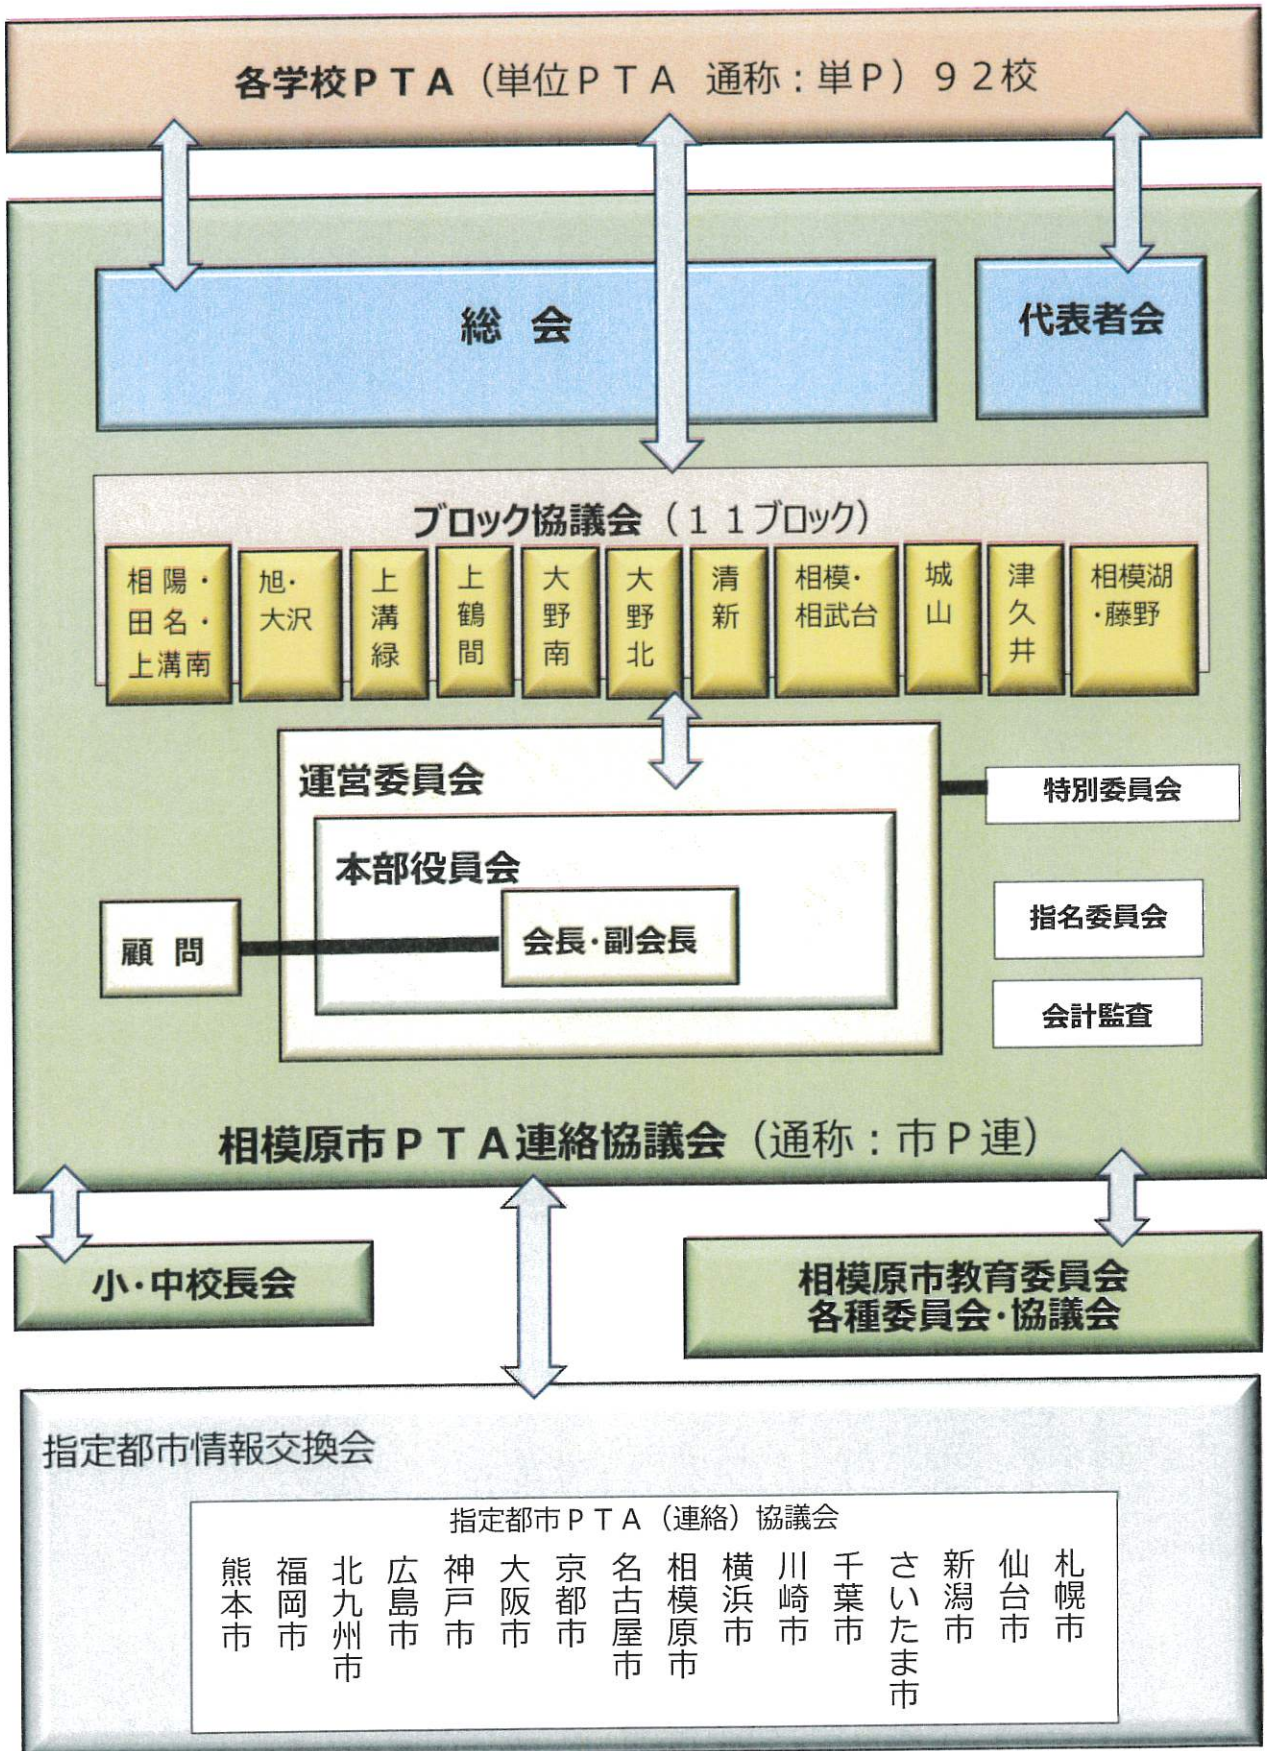 各学校PTA（単位PTA 通称：単P）92校
総 会
代表者会
ブロック協議会（11ブロック）
相陽・
田名・
上溝南
旭・
大沢
上溝緑
上鶴間
大野南
大野北
清新
相模・
相武台
城山
津久井
相模湖
・藤野
運営委員会
特別委員会
本部役員会
指名委員会
顧 問
会長・副会長
会計監査
相模原市PTA連絡協議会（通称：市P連）
小・中校長会
相模原市教育委員会
各種委員会・協議会
指定都市情報交換会
指定都市PTA（連絡）協議会
札幌市
仙台市
新潟市
さいたま市
千葉市
川崎市
横浜市
相模原市
名古屋市
京都市
大阪市
神戸市
広島市
北九州市
福岡市
熊本市